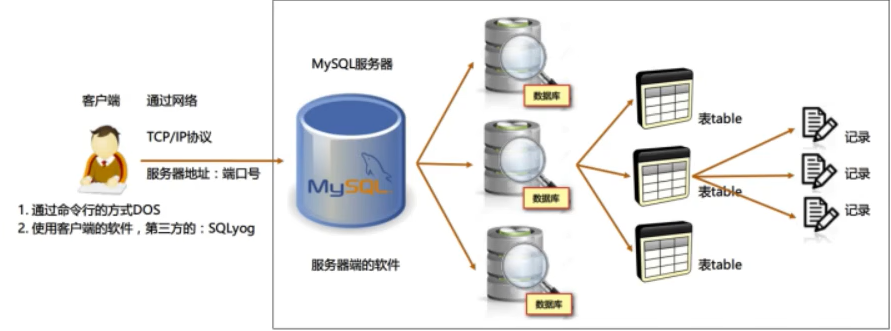 客户端
通过网络
TCP/IP协议
服务器地址：端口号
1. 通过命令行的方式DOS
2. 使用客户端的软件，第三方的：SQLyog
MySQL服务器
MySQL
服务器端的软件
数据库
数据库
数据库
表table
表table
表table
记录
记录
记录